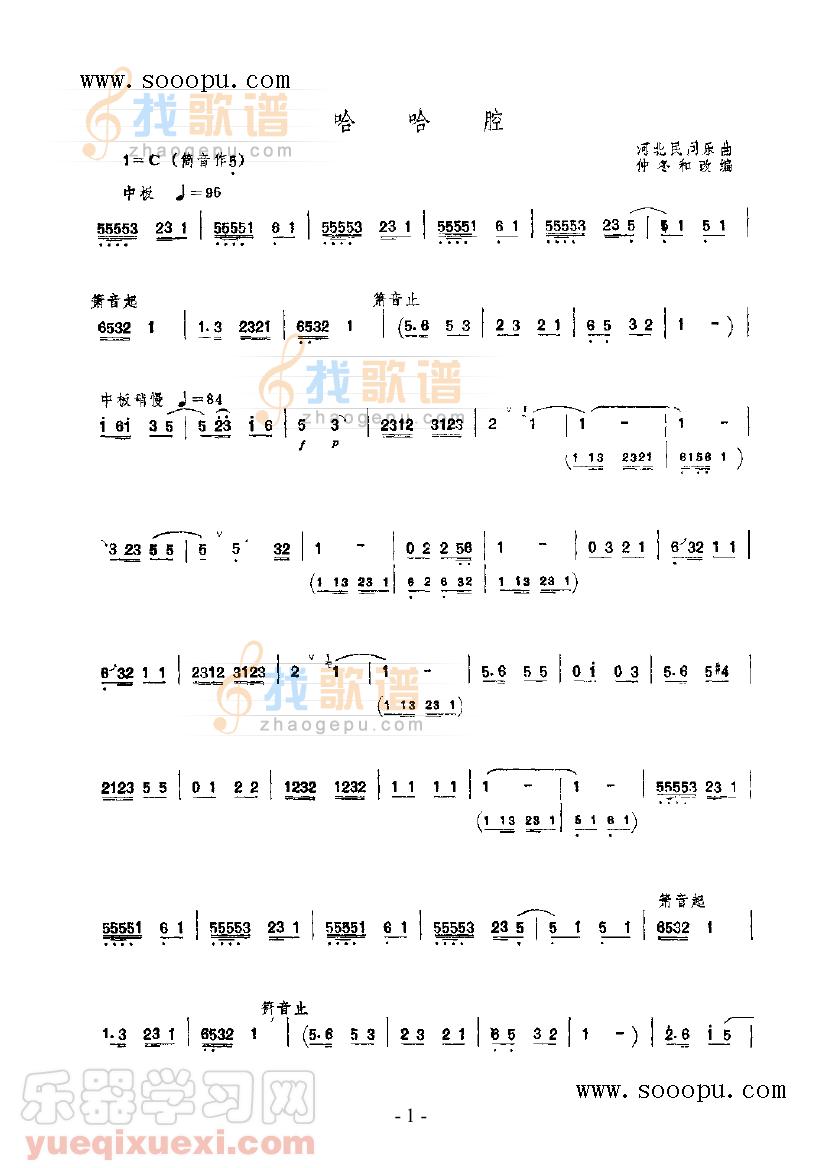 www. sooopu. com
找歌谱
zhaogepu.com
哈 哈 腔
河北民间乐曲
仲冬和改编
1=C (筒音作5)
中板 ♩=96
55553 23 1 | 55551 6 1 | 55553 23 1 | 55551 6 1 | 55553 23 5 | 5 1 5 1 |
箫音起 箫音止
6532 1 | 1.3 2321 | 6532 1 | (5.6 5 3 | 2 3 2 1 | 6 5 3 2 | 1 - ) |
找歌谱
zhaogepu.com
中板稍慢 ♩=84
i 6i 3 5 | 5 23 i 6 | 5 3 | 2312 3123 | 2 1 | 1 - | 1 - |
f p
(1 13 2321 | 6156 1 )
3 23 5 5 | 5 5 32 | 1 - | 0 2 2 56 | 1 - | 0 3 2 1 | 6 32 1 1 |
(1 13 23 1 | 6 2 6 32 | 1 13 23 1)
6 32 1 1 | 2312 3123 | 2 1 | 1 - | 5.6 5 5 | 0 i 0 3 | 5.6 5#4 |
(1 13 23 1)
找歌谱
zhaogepu.com
2123 5 5 | 0 1 2 2 | 1232 1232 | 1 1 1 1 | 1 - | 1 - | 55553 23 1 |
(1 13 23 1 | 5 1 6 1)
箫音起
55551 6 1 | 55553 23 1 | 55551 6 1 | 55553 23 5 | 5 1 5 1 | 6532 1 |
箫音止
1.3 23 1 | 6532 1 | (5.6 5 3 | 2 3 2 1 | 6 5 3 2 | 1 - ) | 2.6 i 5 |
乐器学习网
yueqixuexi.com
www. sooopu. com
- 1 -